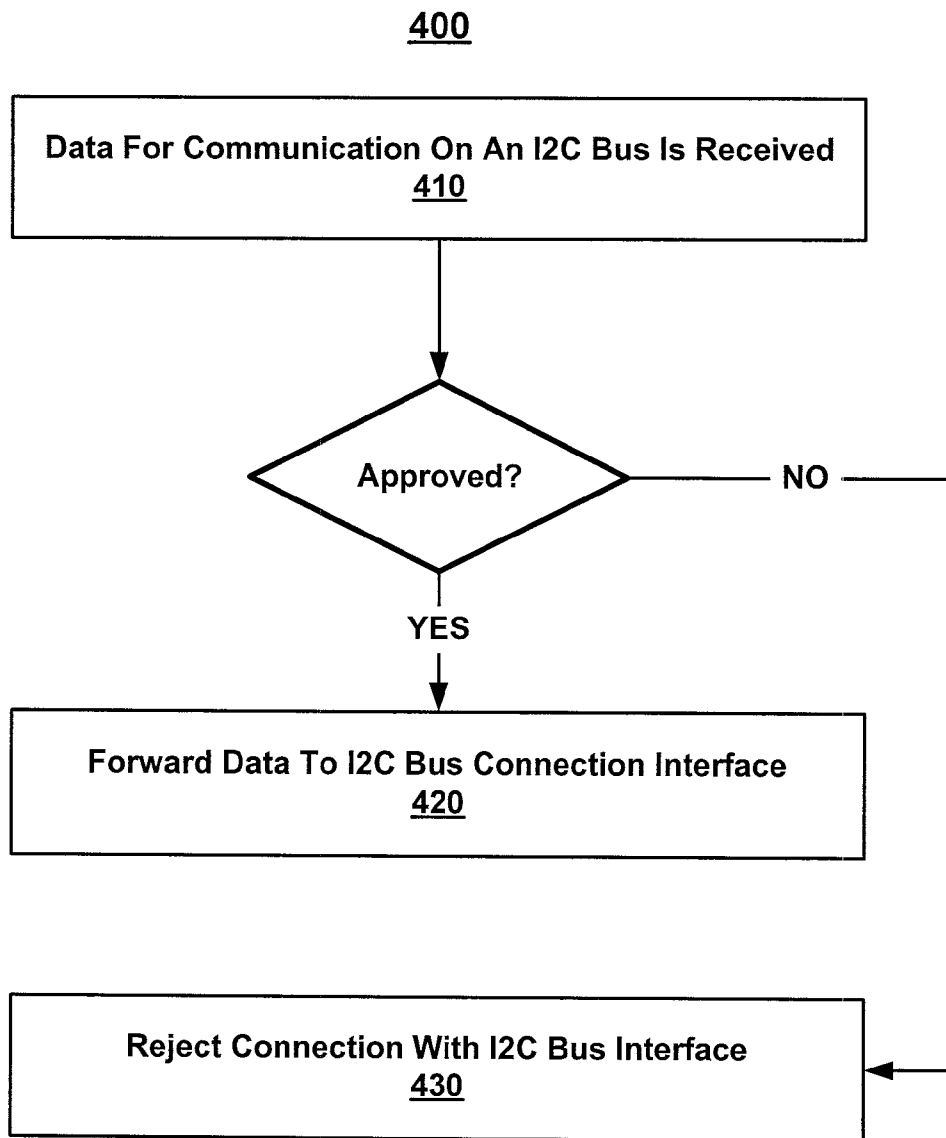 400
Data For Communication On An I2C Bus Is Received
410
Approved?
NO
YES
Forward Data To I2C Bus Connection Interface
420
Reject Connection With I2C Bus Interface
430